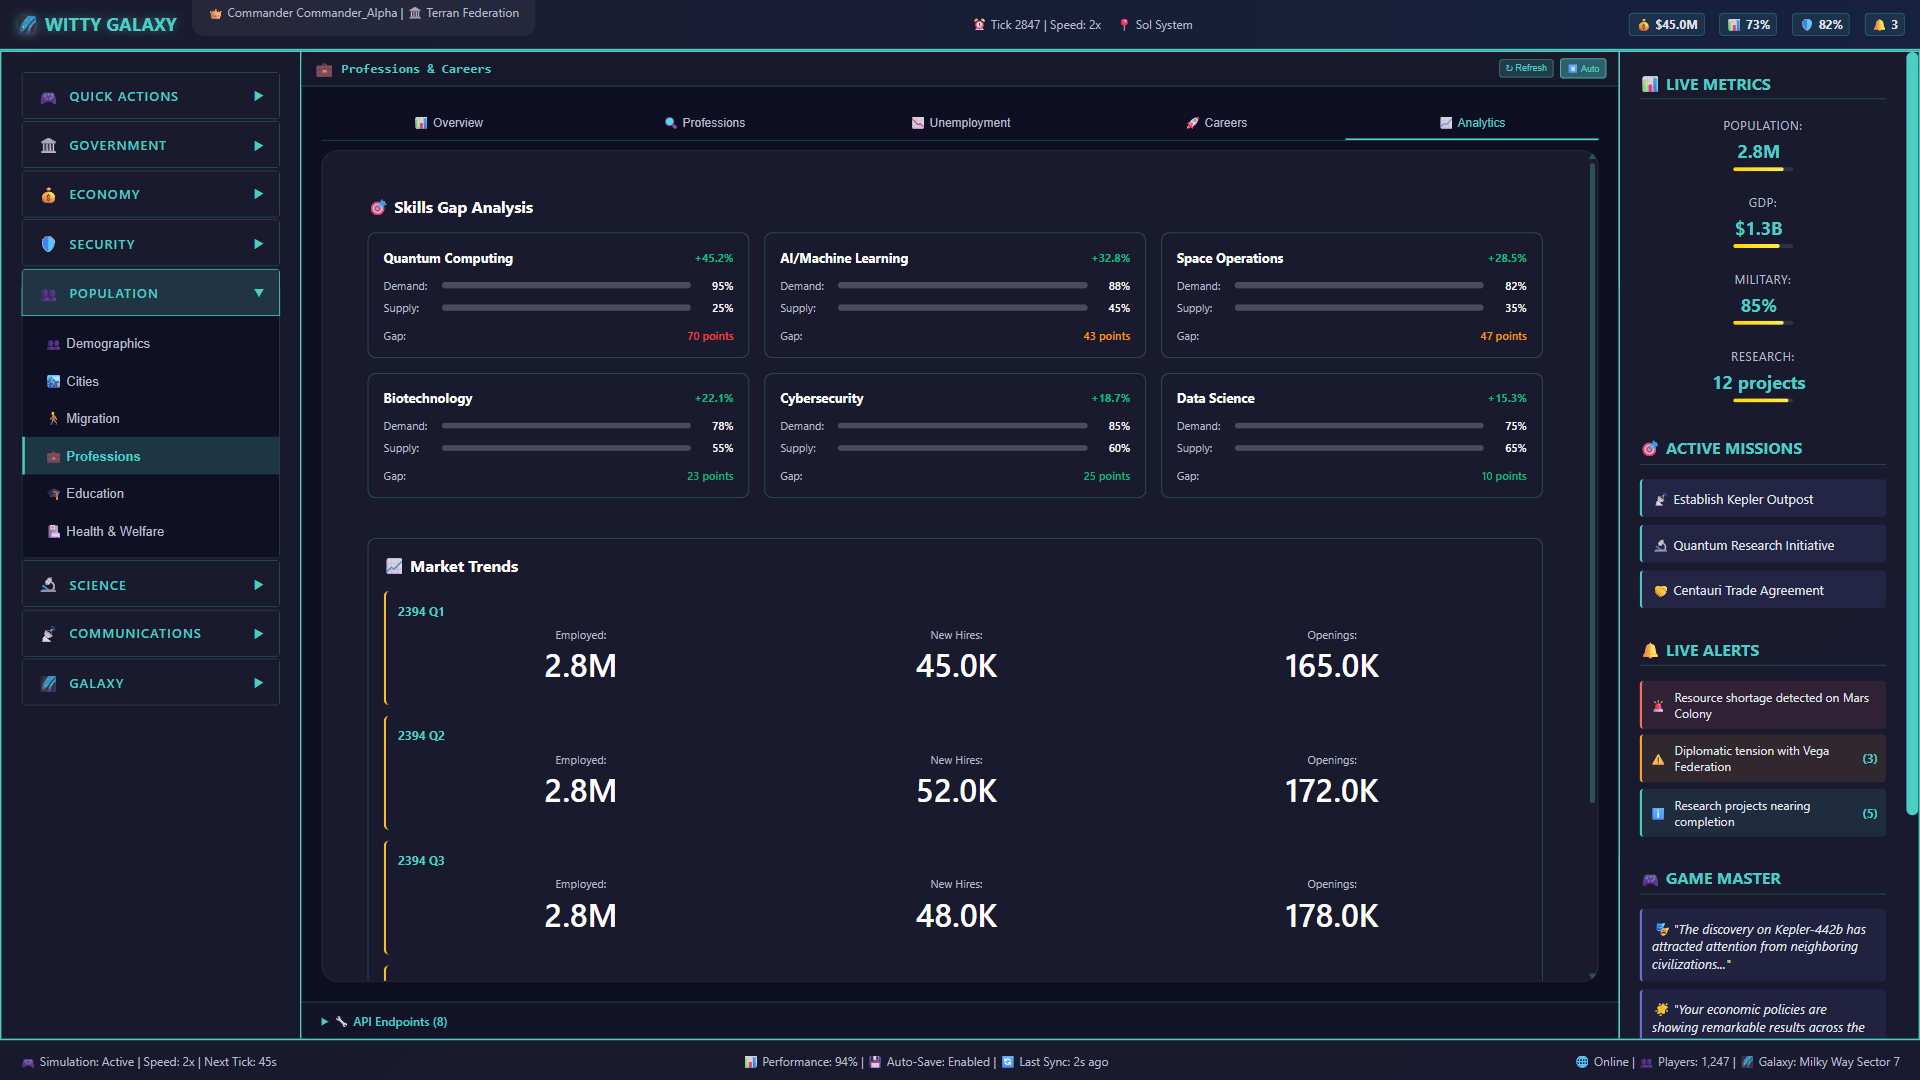 WITTY GALAXY
Commander Commander_Alpha | Terran Federation
Tick 2847 | Speed: 2x
Sol System
$45.0M
73%
82%
3
QUICK ACTIONS
GOVERNMENT
ECONOMY
SECURITY
POPULATION
Demographics
Cities
Migration
Professions
Education
Health & Welfare
SCIENCE
COMMUNICATIONS
GALAXY
Professions & Careers
Refresh
Auto
Overview
Professions
Unemployment
Careers
Analytics
Skills Gap Analysis
Quantum Computing +45.2%
Demand: 95%
Supply: 25%
Gap: 70 points
AI/Machine Learning +32.8%
Demand: 88%
Supply: 45%
Gap: 43 points
Space Operations +28.5%
Demand: 82%
Supply: 35%
Gap: 47 points
Biotechnology +22.1%
Demand: 78%
Supply: 55%
Gap: 23 points
Cybersecurity +18.7%
Demand: 85%
Supply: 60%
Gap: 25 points
Data Science +15.3%
Demand: 75%
Supply: 65%
Gap: 10 points
Market Trends
2394 Q1
Employed: New Hires: Openings:
2.8M 45.0K 165.0K
2394 Q2
Employed: New Hires: Openings:
2.8M 52.0K 172.0K
2394 Q3
Employed: New Hires: Openings:
2.8M 48.0K 178.0K
API Endpoints (8)
LIVE METRICS
POPULATION:
2.8M
GDP:
$1.3B
MILITARY:
85%
RESEARCH:
12 projects
ACTIVE MISSIONS
Establish Kepler Outpost
Quantum Research Initiative
Centauri Trade Agreement
LIVE ALERTS
Resource shortage detected on Mars
Colony
Diplomatic tension with Vega
Federation (3)
Research projects nearing
completion (5)
GAME MASTER
"The discovery on Kepler-442b has
attracted attention from neighboring
civilizations..."
"Your economic policies are
showing remarkable results across the
Simulation: Active | Speed: 2x | Next Tick: 45s
Performance: 94% | Auto-Save: Enabled | Last Sync: 2s ago
Online | Players: 1,247 | Galaxy: Milky Way Sector 7